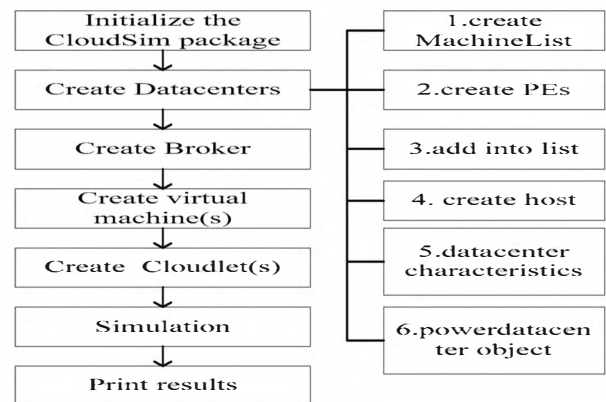 Initialize the
CloudSim package
Create Datacenters
Create Broker
Create virtual
machine(s)
Create Cloudlet(s)
Simulation
Print results
1.create
MachineList
2.create PEs
3.add into list
4. create host
5.datacenter
characteristics
6.powerdatacen
ter object